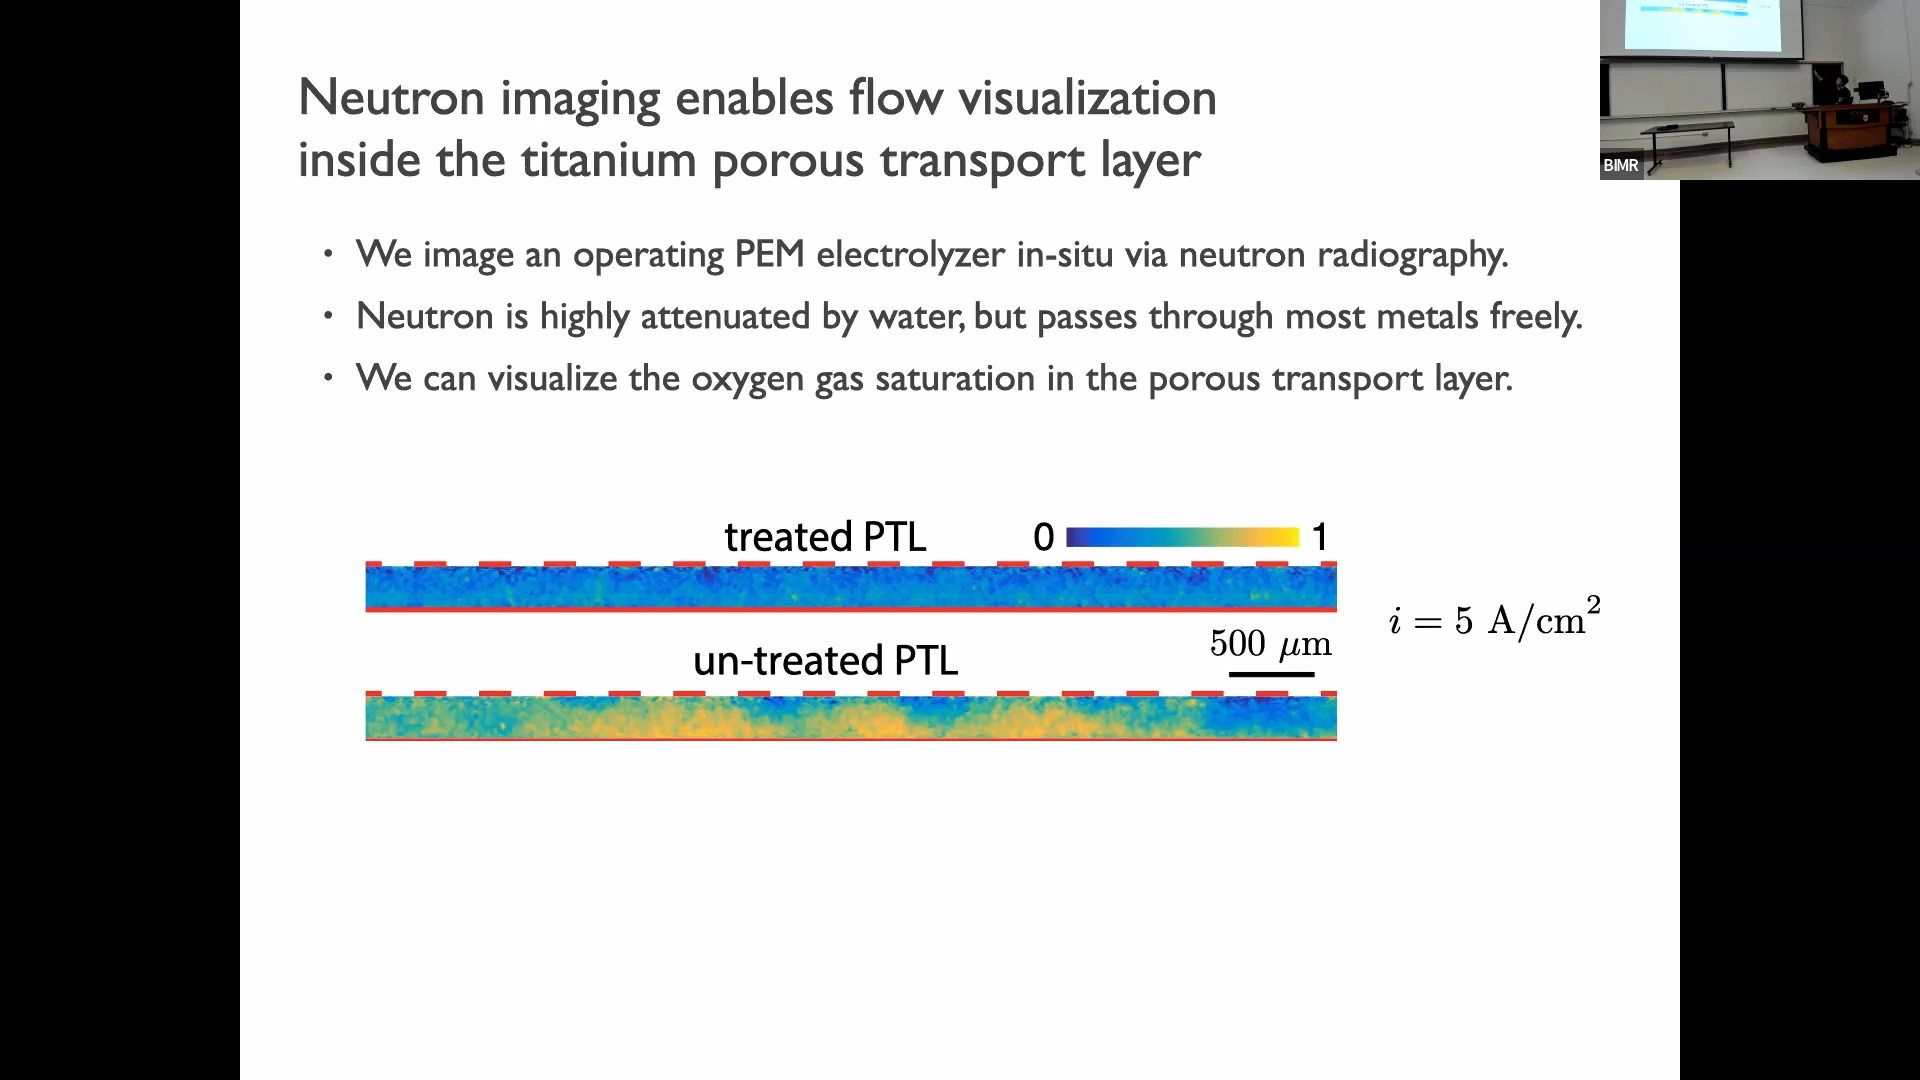 Neutron imaging enables flow visualization
inside the titanium porous transport layer
• We image an operating PEM electrolyzer in-situ via neutron radiography.
• Neutron is highly attenuated by water, but passes through most metals freely.
• We can visualize the oxygen gas saturation in the porous transport layer.
treated PTL 0 1
i = 5 A/cm²
500 μm
un-treated PTL
BIMR